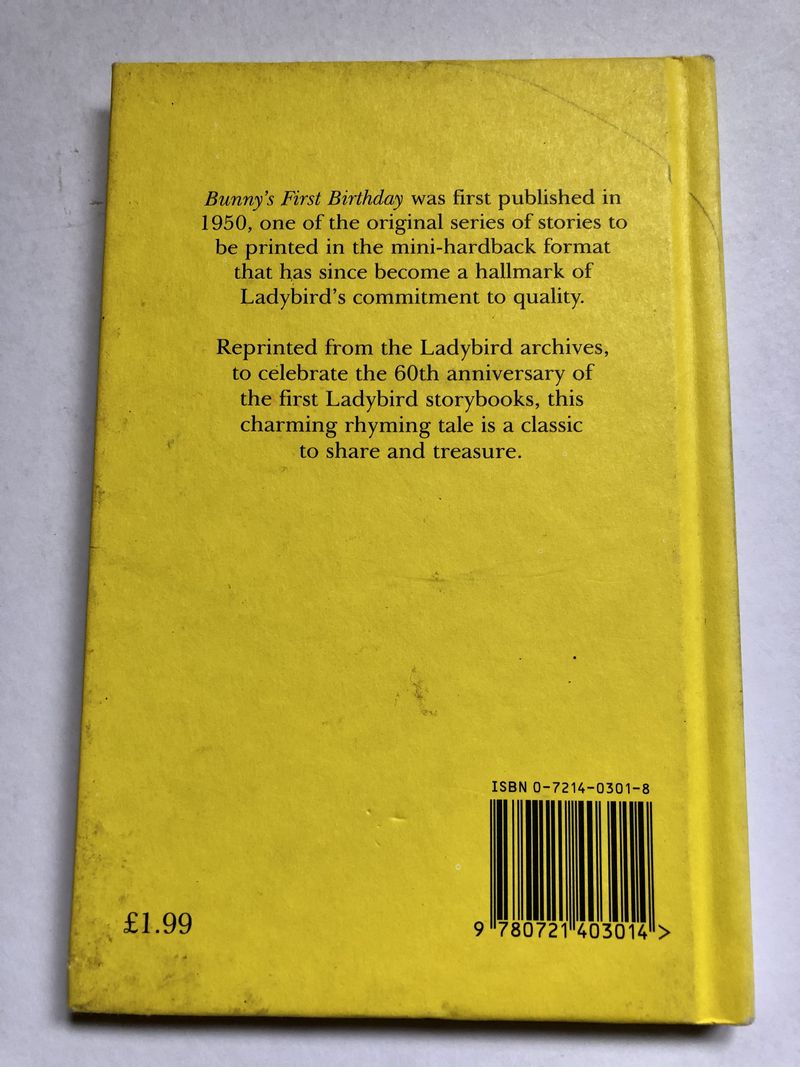 Bunny's First Birthday was first published in
1950, one of the original series of stories to
be printed in the mini-hardback format
that has since become a hallmark of
Ladybird's commitment to quality.
Reprinted from the Ladybird archives,
to celebrate the 60th anniversary of
the first Ladybird storybooks, this
charming rhyming tale is a classic
to share and treasure.
ISBN 0-7214-0301-8
9 780721 403014 >
£1.99